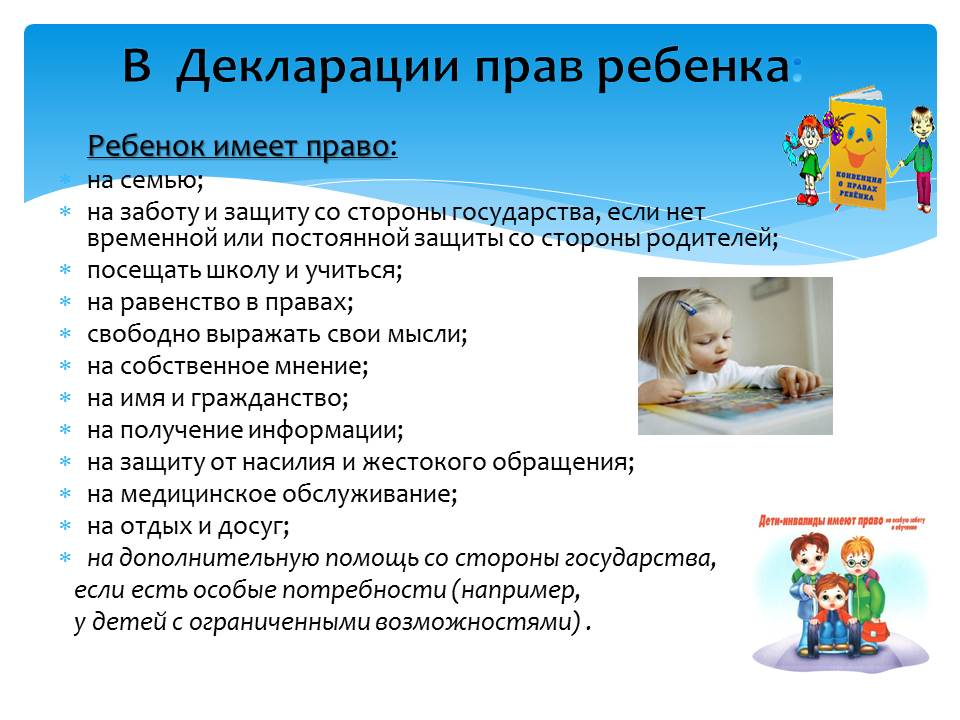 В Декларации прав ребенка:
Ребенок имеет право:
на семью;
на заботу и защиту со стороны государства, если нет
временной или постоянной защиты со стороны родителей;
посещать школу и учиться;
на равенство в правах;
свободно выражать свои мысли;
на собственное мнение;
на имя и гражданство;
на получение информации;
на защиту от насилия и жестокого обращения;
на медицинское обслуживание;
на отдых и досуг;
на дополнительную помощь со стороны государства,
если есть особые потребности (например,
у детей с ограниченными возможностями) .
КОНВЕНЦИЯ
О ПРАВАХ
РЕБЁНКА
Дети-инвалиды имеют право на особую заботу
и обучение